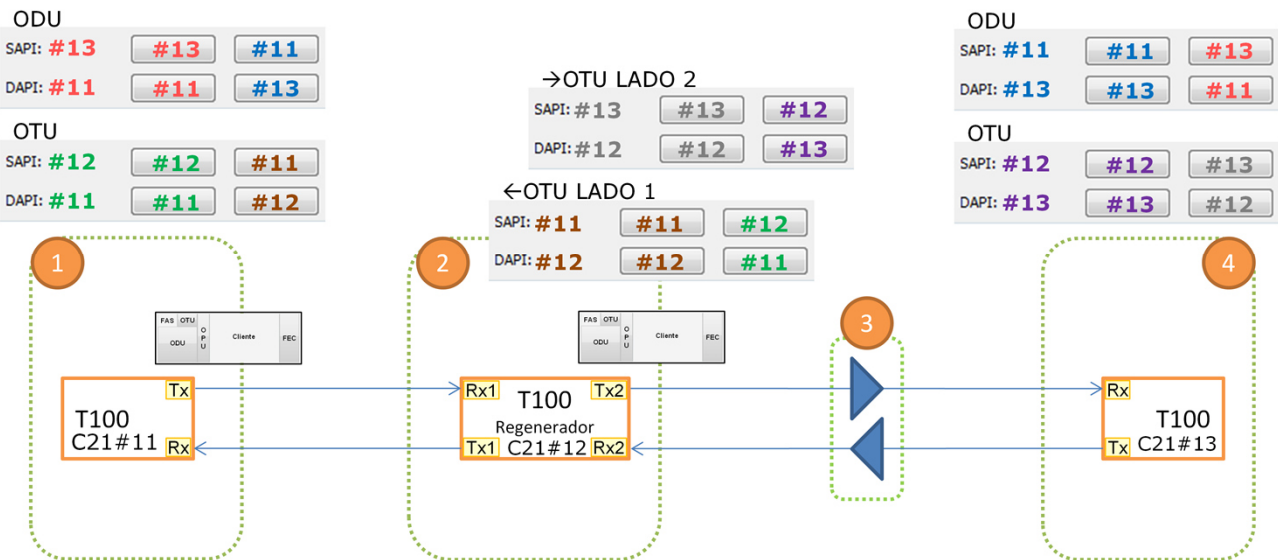 ODU
SAPI: #13 #13 #11
DAPI: #11 #11 #13
OTU
SAPI: #12 #12 #11
DAPI: #11 #11 #12
→OTU LADO 2
SAPI: #13 #13 #12
DAPI: #12 #12 #13
←OTU LADO 1
SAPI: #11 #11 #12
DAPI: #12 #12 #11
ODU
SAPI: #11 #11 #13
DAPI: #13 #13 #11
OTU
SAPI: #12 #12 #13
DAPI: #13 #13 #12
1
2
3
4
FAS OTU
ODU
OPU
Cliente
FEC
FAS OTU
ODU
OPU
Cliente
FEC
Tx
T100
C21#11 Rx
Rx1 Tx2
T100
Regenerador
Tx1 C21#12 Rx2
Rx
T100
Tx C21#13